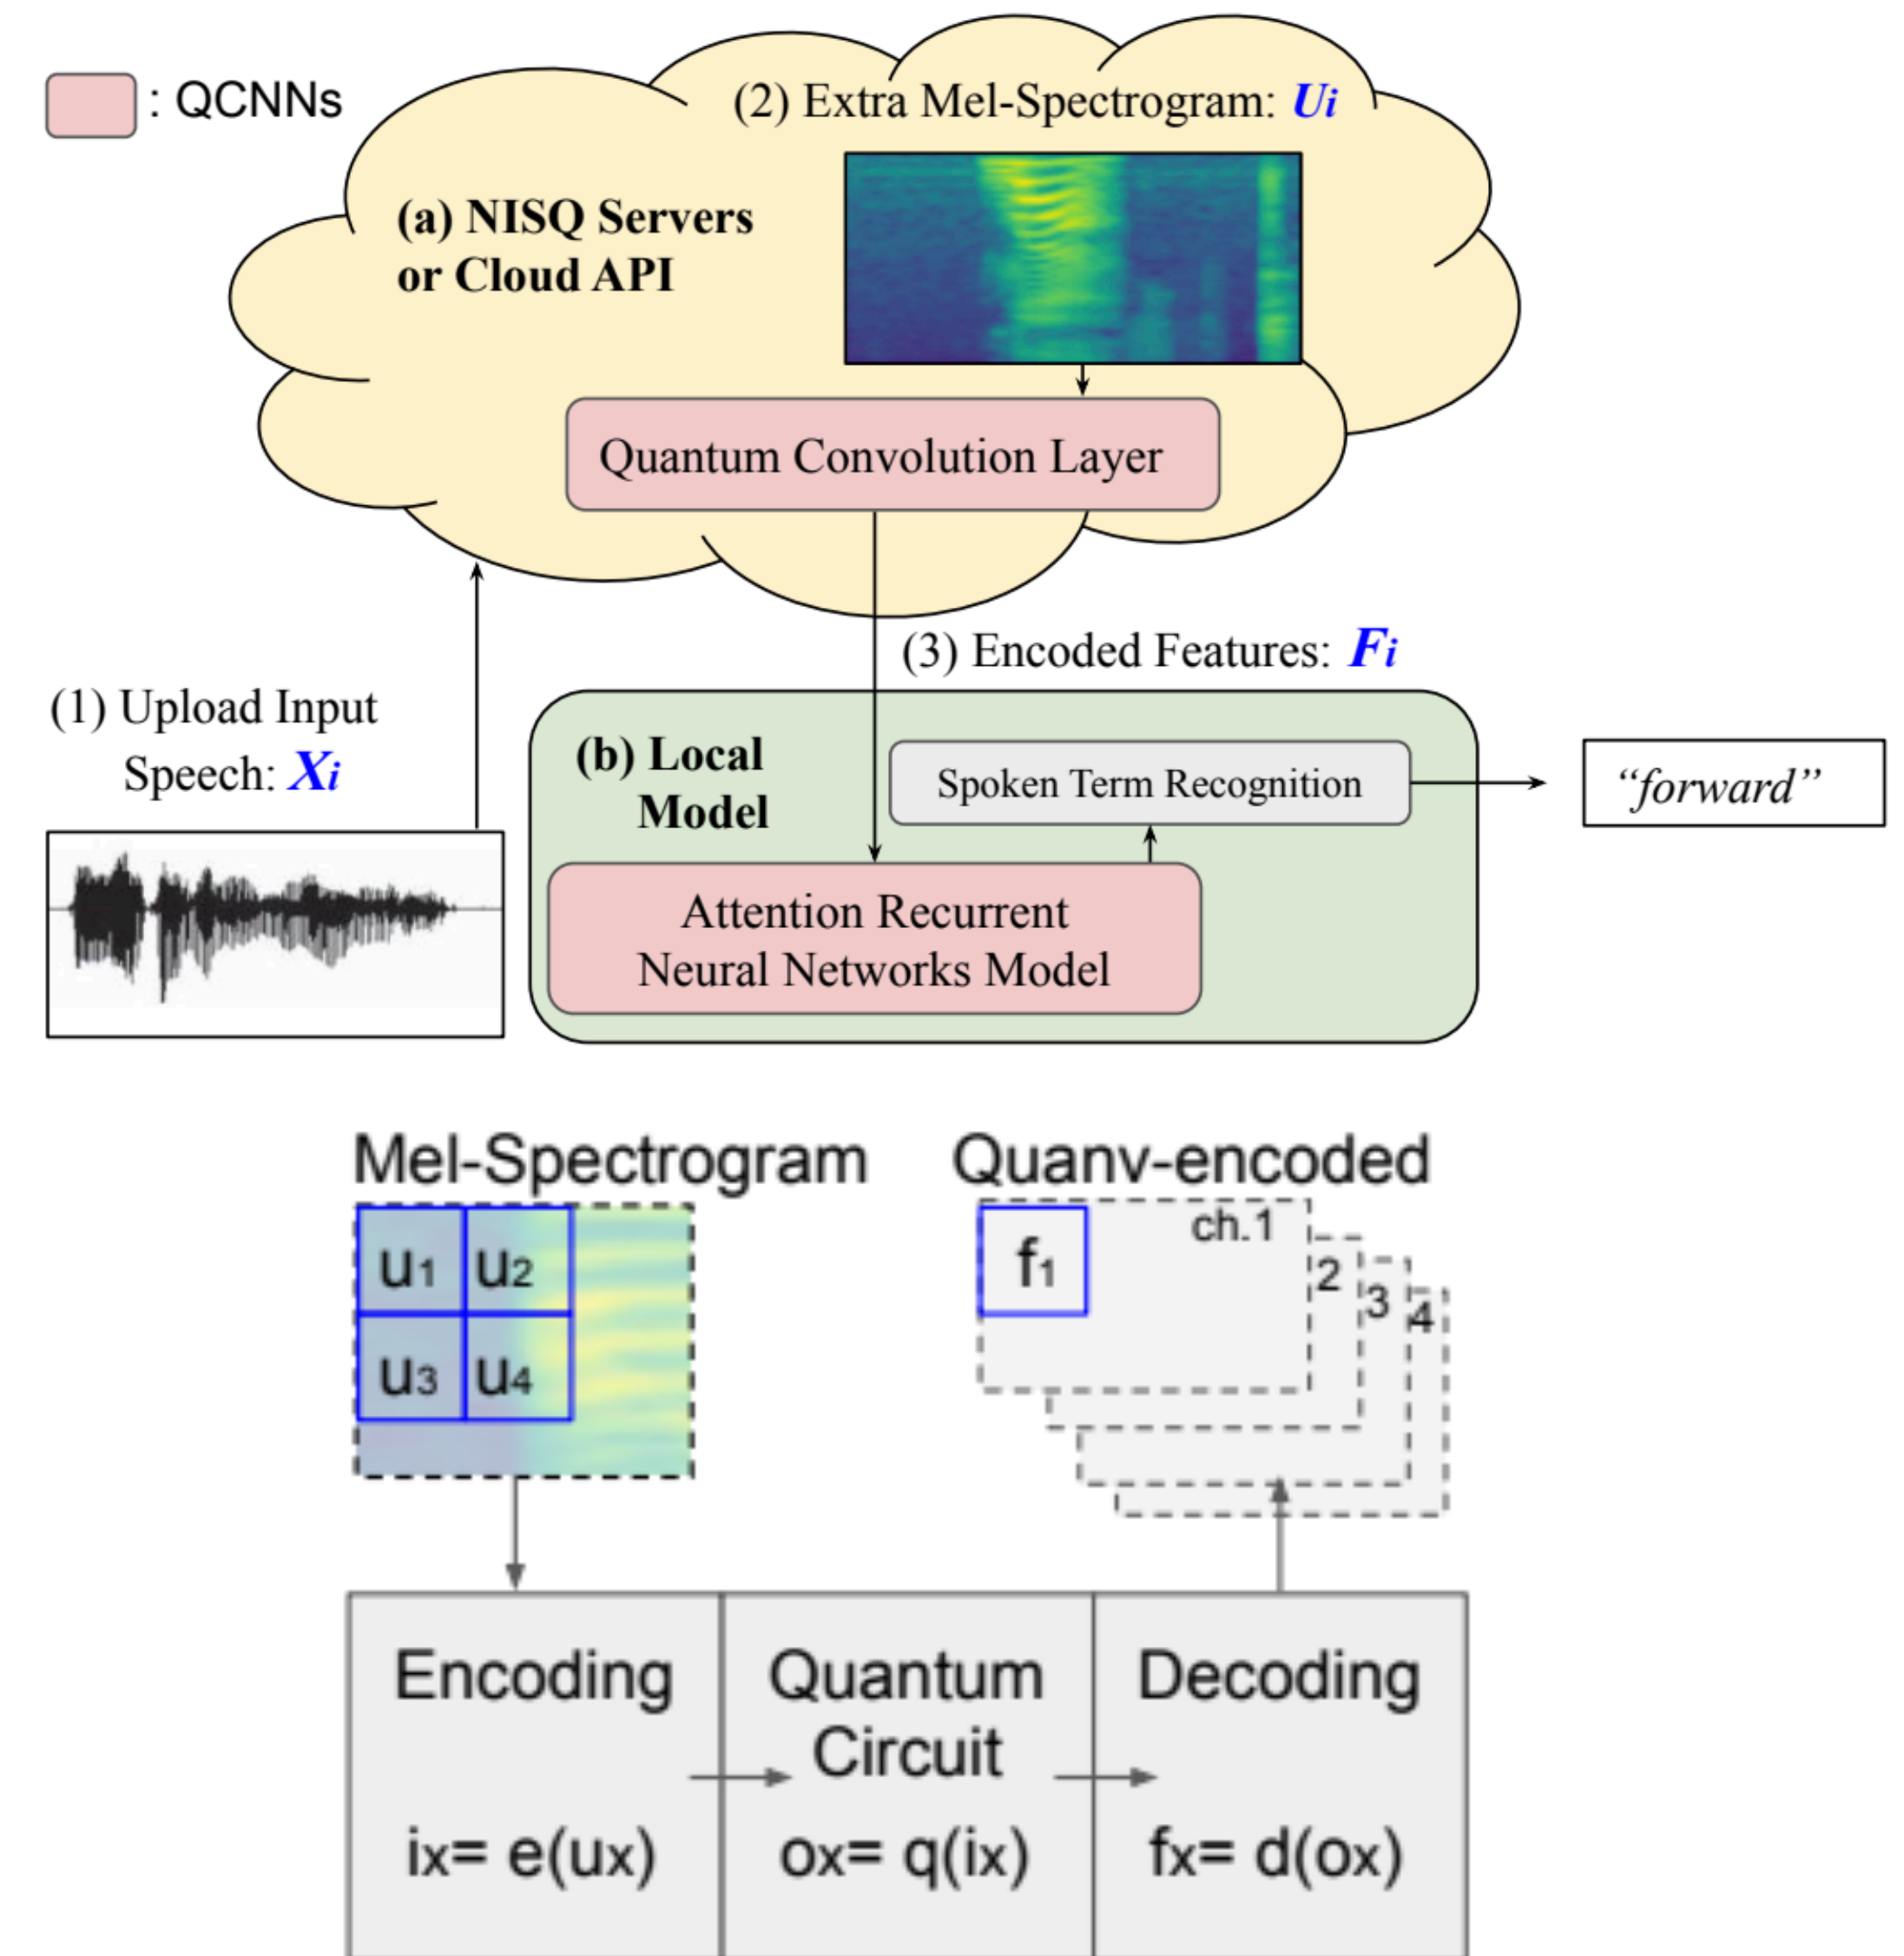 : QCNNs
(2) Extra Mel-Spectrogram: Ui
(a) NISQ Servers
or Cloud API
Quantum Convolution Layer
(3) Encoded Features: Fi
(1) Upload Input
Speech: Xi
(b) Local
Model
Spoken Term Recognition
“forward”
Attention Recurrent
Neural Networks Model
Mel-Spectrogram
u1 u2
u3 u4
Quanv-encoded
ch.1
f1
2
3
4
Encoding
ix= e(ux)
Quantum
Circuit
ox= q(ix)
Decoding
fx= d(ox)